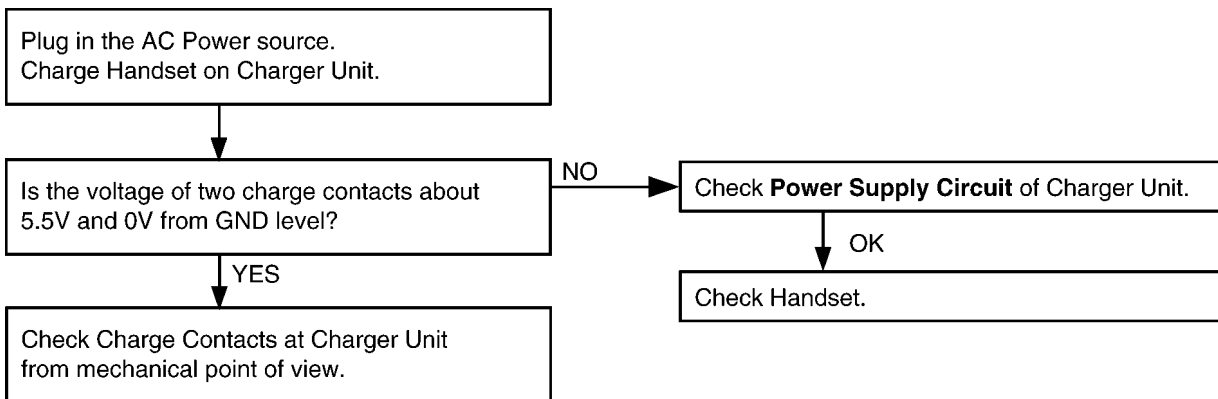 Plug in the AC Power source.
Charge Handset on Charger Unit.
Is the voltage of two charge contacts about
5.5V and 0V from GND level?
NO
Check Power Supply Circuit of Charger Unit.
OK
Check Handset.
YES
Check Charge Contacts at Charger Unit
from mechanical point of view.